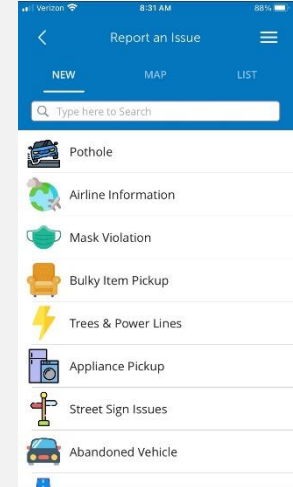 Verizon 8:31 AM 88%
Report an Issue
NEW MAP LIST
Type here to Search
Pothole
Airline Information
Mask Violation
Bulky Item Pickup
Trees & Power Lines
Appliance Pickup
Street Sign Issues
Abandoned Vehicle